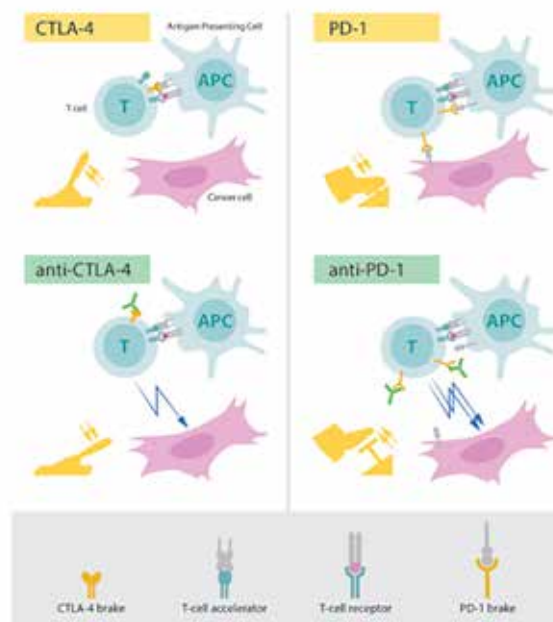 CTLA-4
Antigen Presenting Cell
T cell
T
APC
Cancer cell
PD-1
T
APC
anti-CTLA-4
T
APC
anti-PD-1
T
APC
CTLA-4 brake
T-cell accelerator
T-cell receptor
PD-1 brake